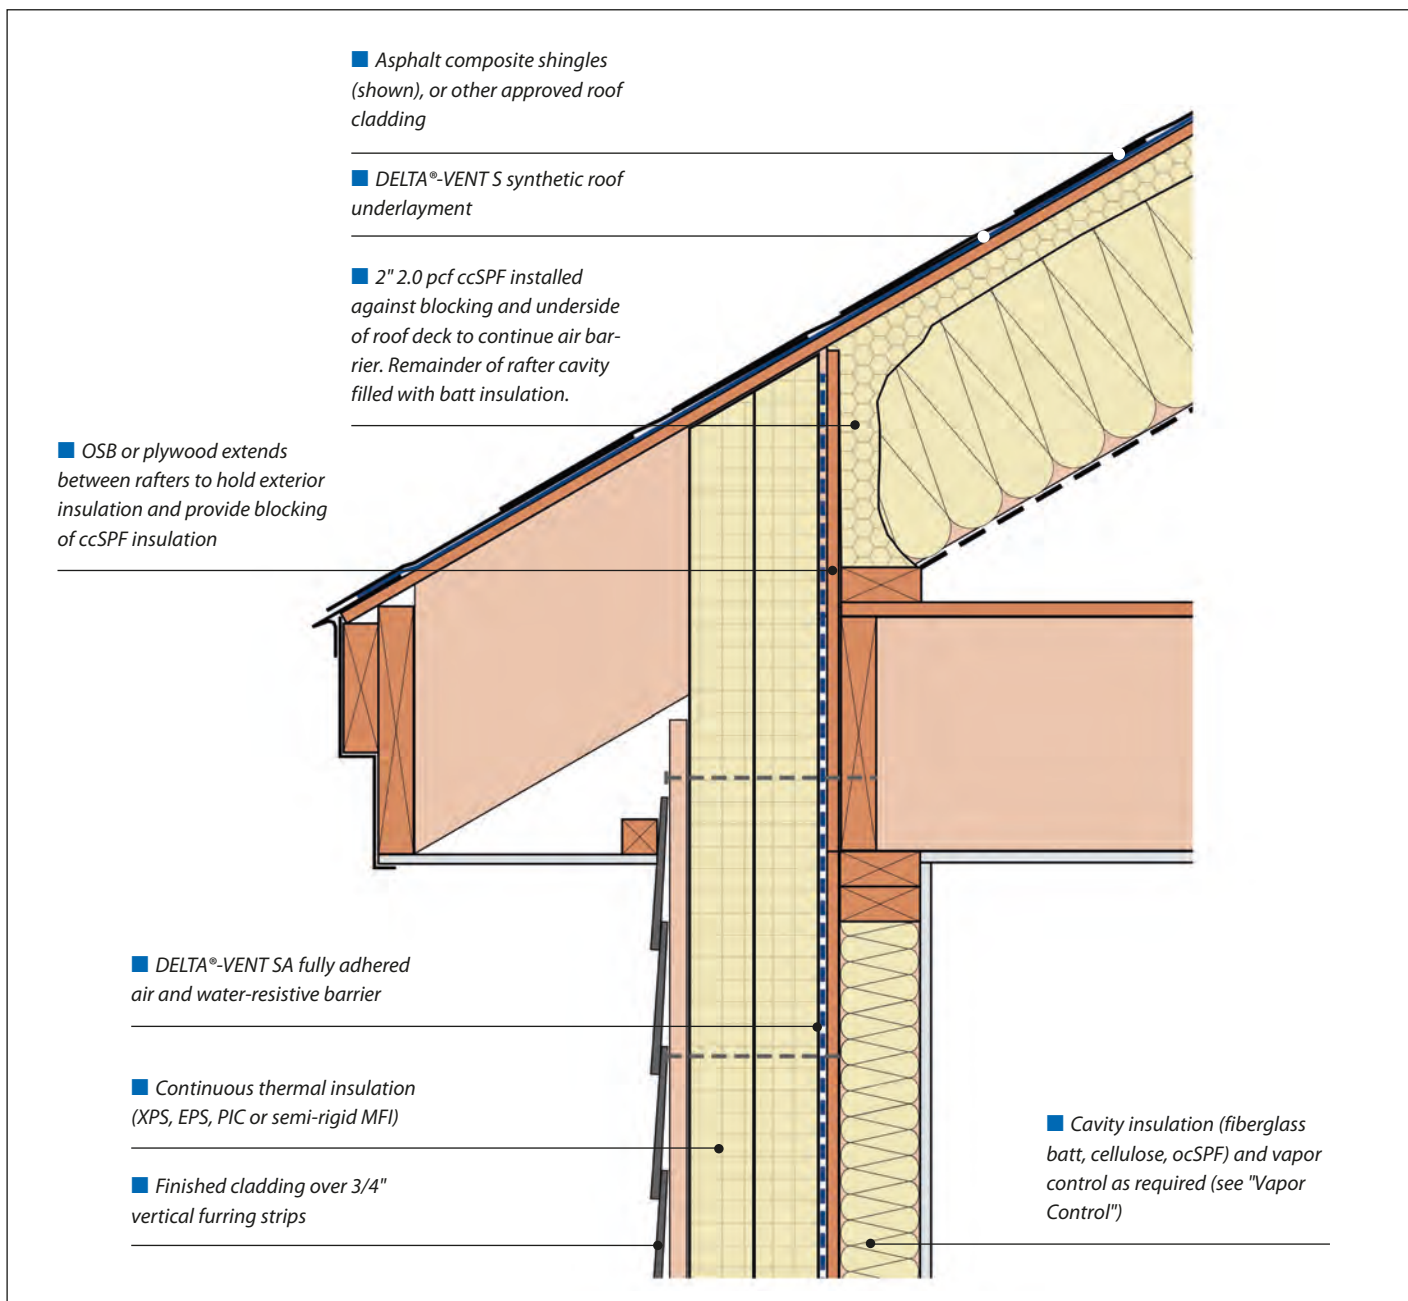 Asphalt composite shingles
(shown), or other approved roof
cladding
DELTA®-VENT S synthetic roof
underlayment
2" 2.0 pcf ccSPF installed
against blocking and underside
of roof deck to continue air bar-
rier. Remainder of rafter cavity
filled with batt insulation.
OSB or plywood extends
between rafters to hold exterior
insulation and provide blocking
of ccSPF insulation
DELTA®-VENT SA fully adhered
air and water-resistive barrier
Continuous thermal insulation
(XPS, EPS, PIC or semi-rigid MFI)
Finished cladding over 3/4"
vertical furring strips
Cavity insulation (fiberglass
batt, cellulose, ocSPF) and vapor
control as required (see "Vapor
Control")